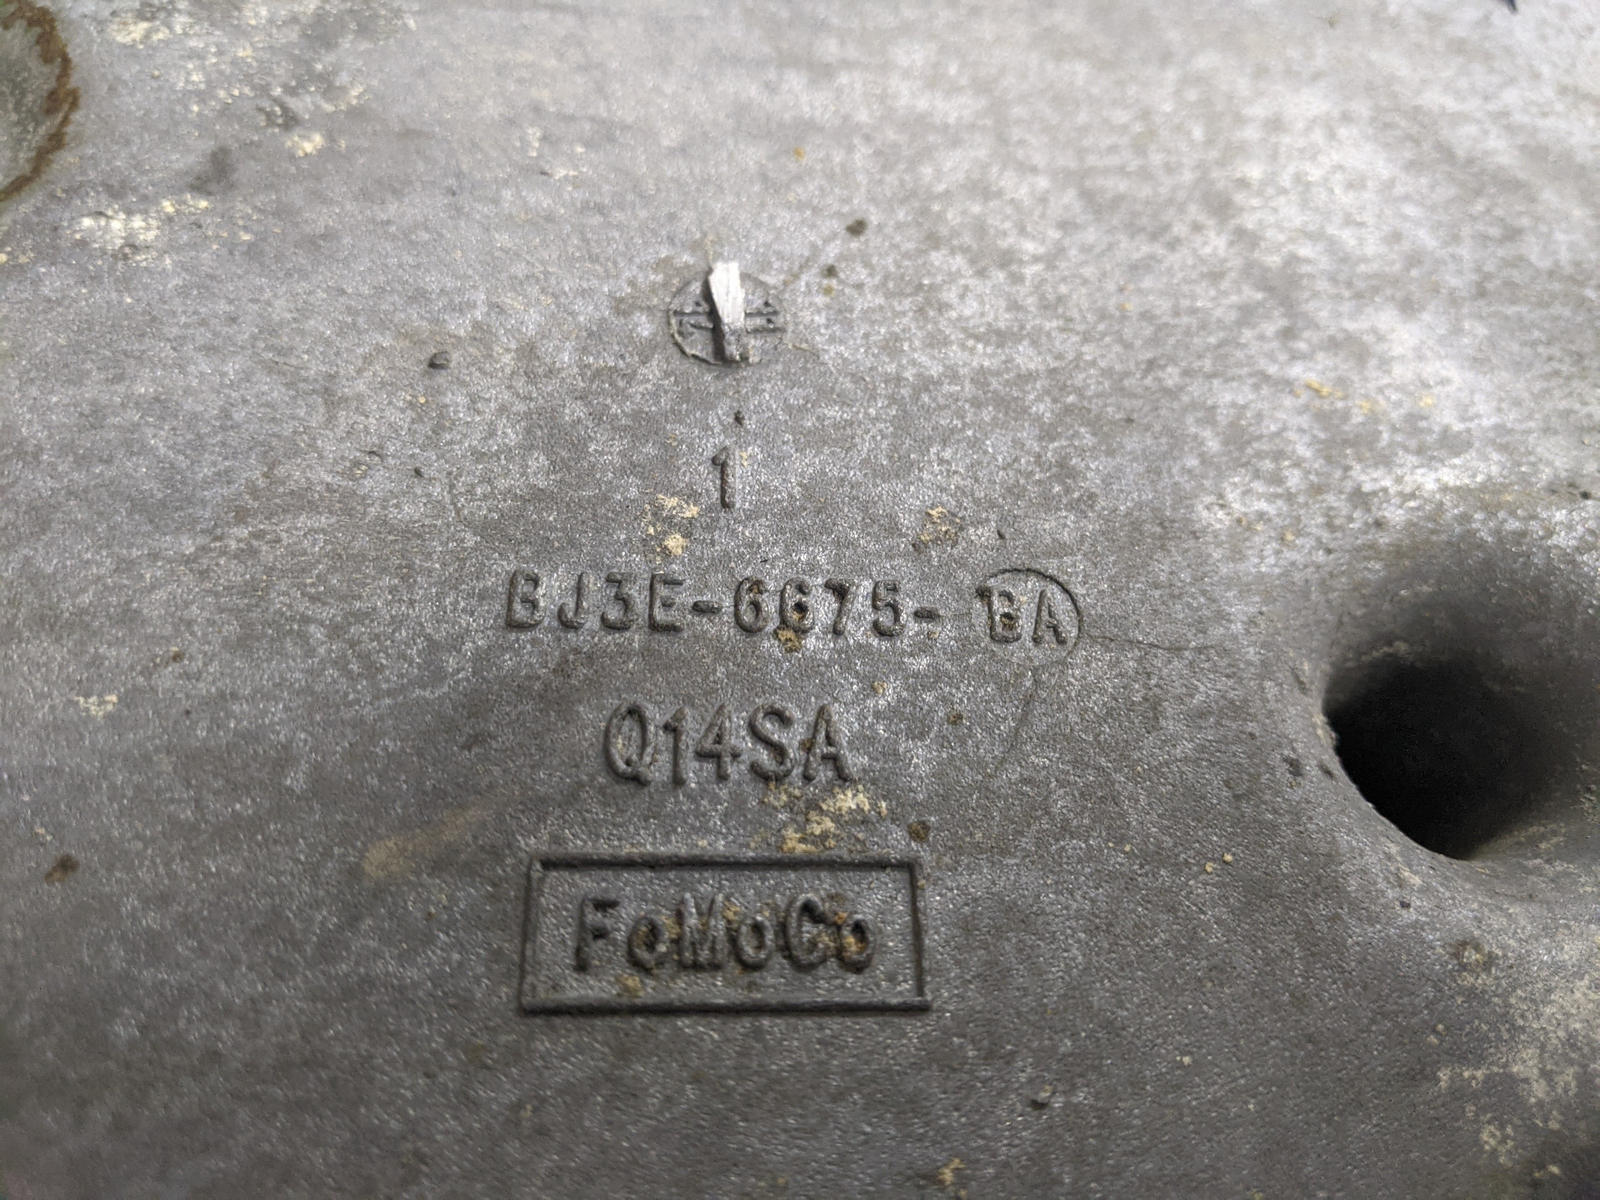 1
BJ3E-6675- BA
Q14SA
FoMoCo